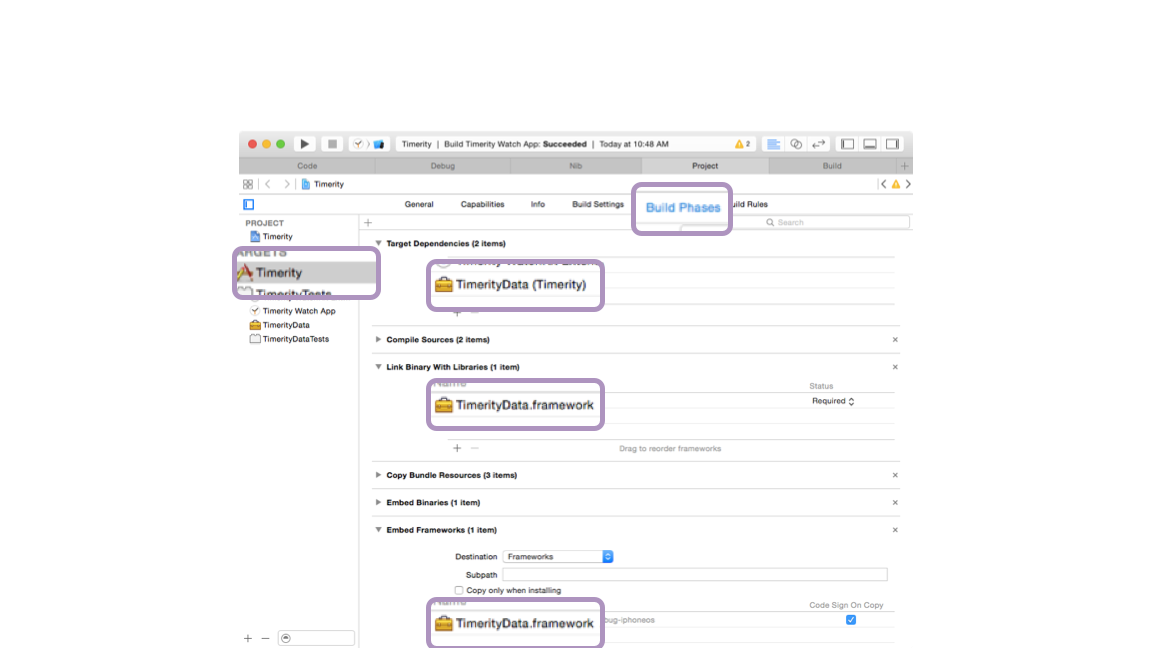 Timerity | Build Timerity Watch App: Succeeded | Today at 10:48 AM 2
Code Debug Nib Project Build
Timerity
General Capabilities Info Build Settings Build Phases Rules
PROJECT
Search
Timerity
Target Dependencies (2 items)
Timerity
TimerityData (Timerity)
TimerityTests
Timerity Watch App
TimerityData
TimerityDataTests
Compile Sources (2 items)
Link Binary With Libraries (1 item)
Name Status
TimerityData.framework Required
Drag to reorder frameworks
Copy Bundle Resources (3 items)
Embed Binaries (1 item)
Embed Frameworks (1 item)
Destination Frameworks
Subpath
Copy only when installing
Name Code Sign On Copy
TimerityData.framework bug-iphoneos